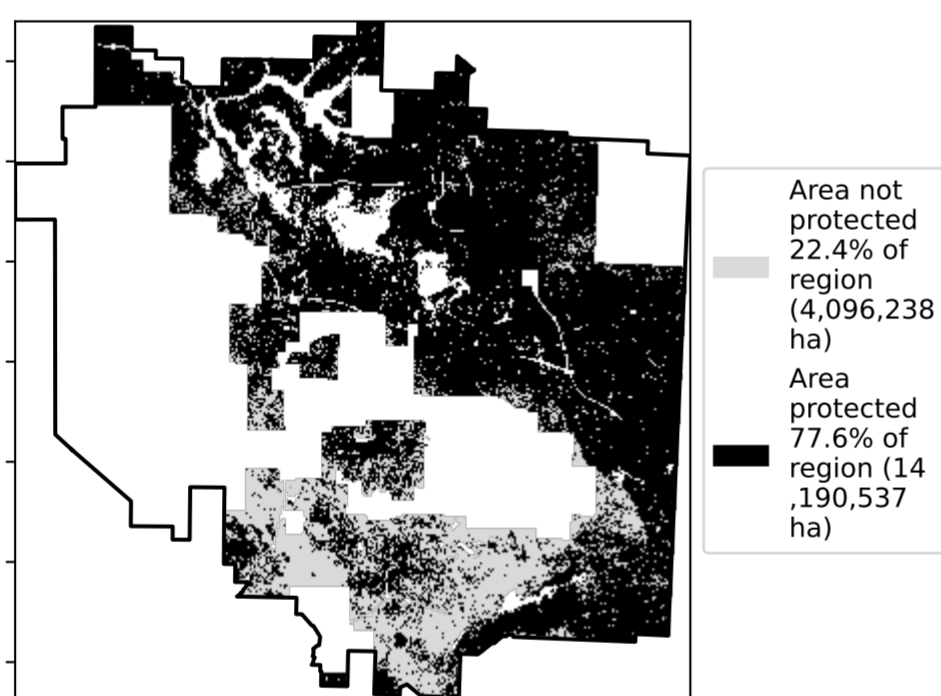 Area not
protected
22.4% of
region
(4,096,238
ha)
Area
protected
77.6% of
region (14
,190,537
ha)